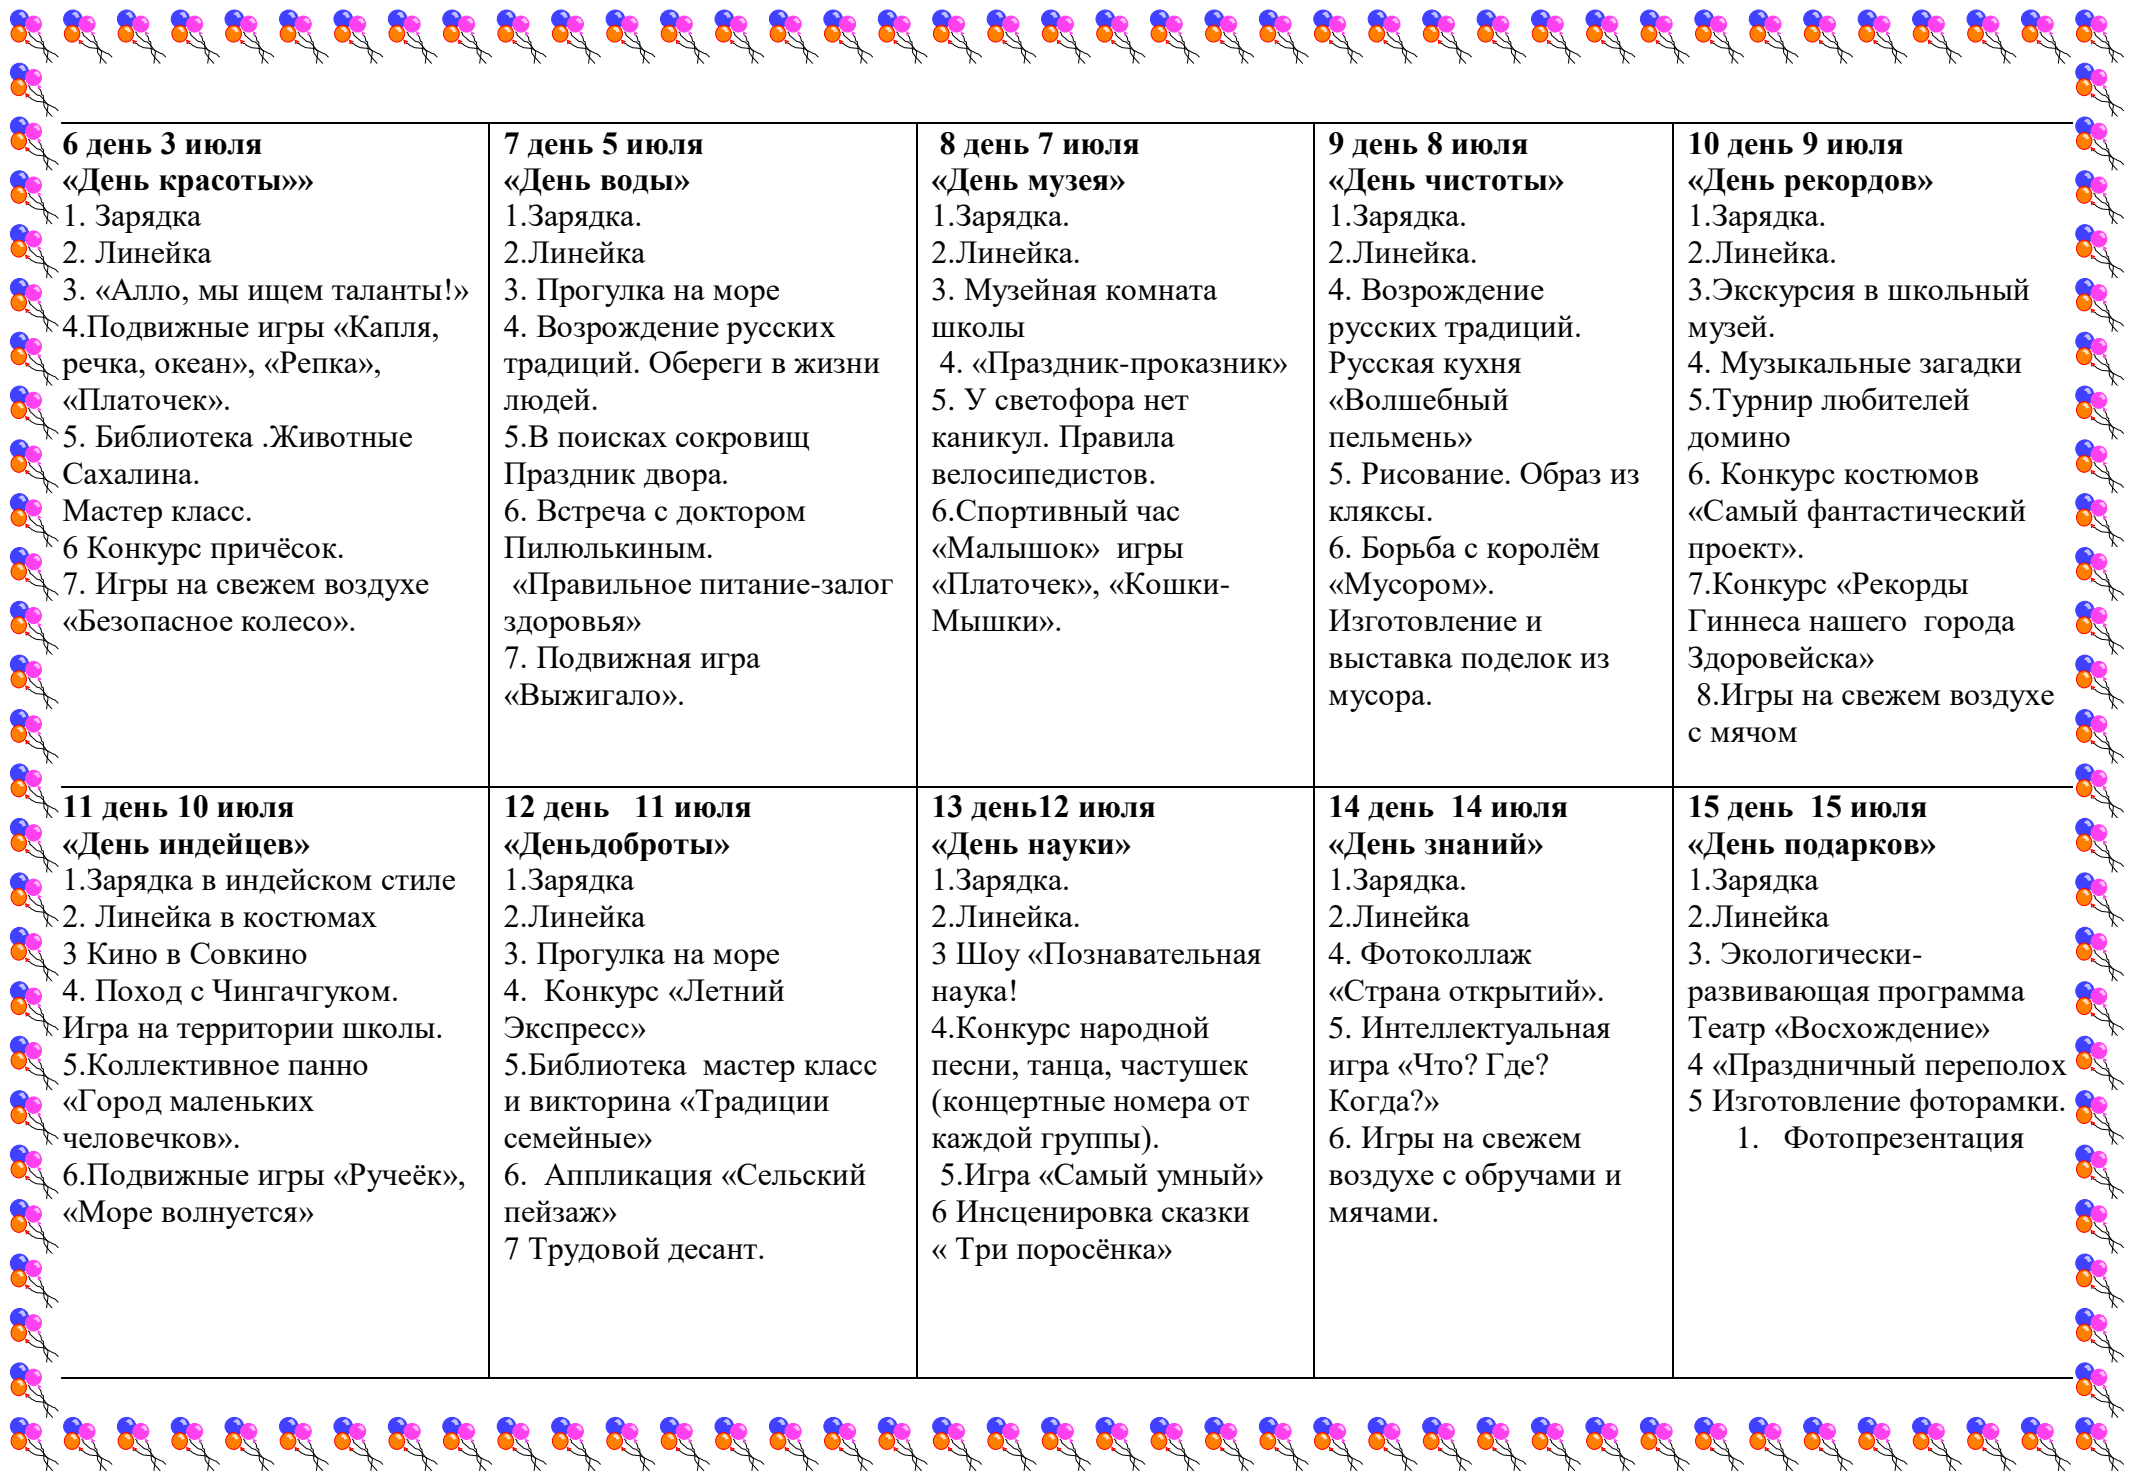 6 день 3 июля
«День красоты»»
1. Зарядка
2. Линейка
3. «Алло, мы ищем таланты!»
4.Подвижные игры «Капля,
речка, океан», «Репка»,
«Платочек».
5. Библиотека .Животные
Сахалина.
Мастер класс.
6 Конкурс причёсок.
7. Игры на свежем воздухе
«Безопасное колесо».
7 день 5 июля
«День воды»
1.Зарядка.
2.Линейка
3. Прогулка на море
4. Возрождение русских
традиций. Обереги в жизни
людей.
5.В поисках сокровищ
Праздник двора.
6. Встреча с доктором
Пилюлькиным.
«Правильное питание-залог
здоровья»
7. Подвижная игра
«Выжигало».
8 день 7 июля
«День музея»
1.Зарядка.
2.Линейка.
3. Музейная комната
школы
4. «Праздник-проказник»
5. У светофора нет
каникул. Правила
велосипедистов.
6.Спортивный час
«Малышок»  игры
«Платочек», «Кошки-
Мышки».
9 день 8 июля
«День чистоты»
1.Зарядка.
2.Линейка.
4. Возрождение
русских традиций.
Русская кухня
«Волшебный
пельмень»
5. Рисование. Образ из
кляксы.
6. Борьба с королём
«Мусором».
Изготовление и
выставка поделок из
мусора.
10 день 9 июля
«День рекордов»
1.Зарядка.
2.Линейка.
3.Экскурсия в школьный
музей.
4. Музыкальные загадки
5.Турнир любителей
домино
6. Конкурс костюмов
«Самый фантастический
проект».
7.Конкурс «Рекорды
Гиннеса нашего  города
Здоровейска»
8.Игры на свежем воздухе
с мячом
11 день 10 июля
«День индейцев»
1.Зарядка в индейском стиле
2. Линейка в костюмах
3 Кино в Совкино
4. Поход с Чингачгуком.
Игра на территории школы.
5.Коллективное панно
«Город маленьких
человечков».
6.Подвижные игры «Ручеёк»,
«Море волнуется»
12 день   11 июля
«Деньдоброты»
1.Зарядка
2.Линейка
3. Прогулка на море
4.  Конкурс «Летний
Экспресс»
5.Библиотека  мастер класс
и викторина «Традиции
семейные»
6.  Аппликация «Сельский
пейзаж»
7 Трудовой десант.
13 день12 июля
«День науки»
1.Зарядка.
2.Линейка.
3 Шоу «Познавательная
наука!
4.Конкурс народной
песни, танца, частушек
(концертные номера от
каждой группы).
5.Игра «Самый умный»
6 Инсценировка сказки
« Три поросёнка»
14 день  14 июля
«День знаний»
1.Зарядка.
2.Линейка
4. Фотоколлаж
«Страна открытий».
5. Интеллектуальная
игра «Что? Где?
Когда?»
6. Игры на свежем
воздухе с обручами и
мячами.
15 день  15 июля
«День подарков»
1.Зарядка
2.Линейка
3. Экологически-
развивающая программа
Театр «Восхождение»
4 «Праздничный переполох
5 Изготовление фоторамки.
1.   Фотопрезентация